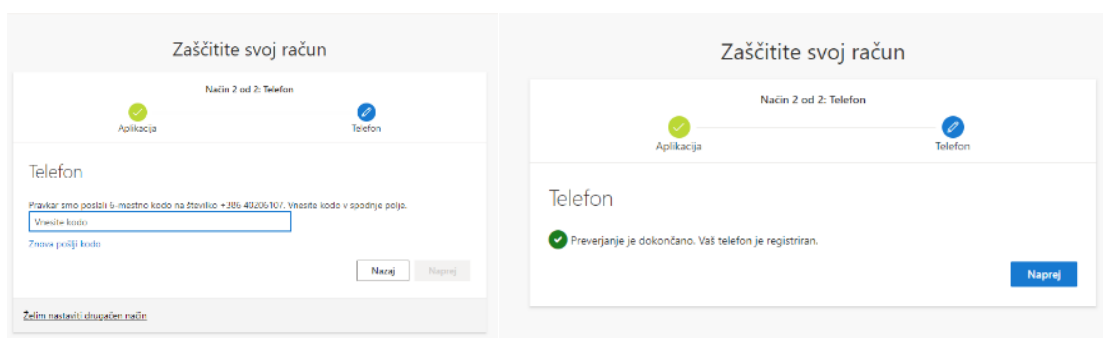 Zaščitite svoj račun
Način 2 od 2: Telefon
Aplikacija
Telefon
Telefon
Pravkar smo poslali 6-mestno kodo na številko +386 40206107. Vnesite kodo v spodnje polje.
Vnesite kodo
Znova pošlji kodo
Nazaj
Naprej
Želim nastaviti drugačen način
Zaščitite svoj račun
Način 2 od 2: Telefon
Aplikacija
Telefon
Telefon
Preverjanje je dokončano. Vaš telefon je registriran.
Naprej